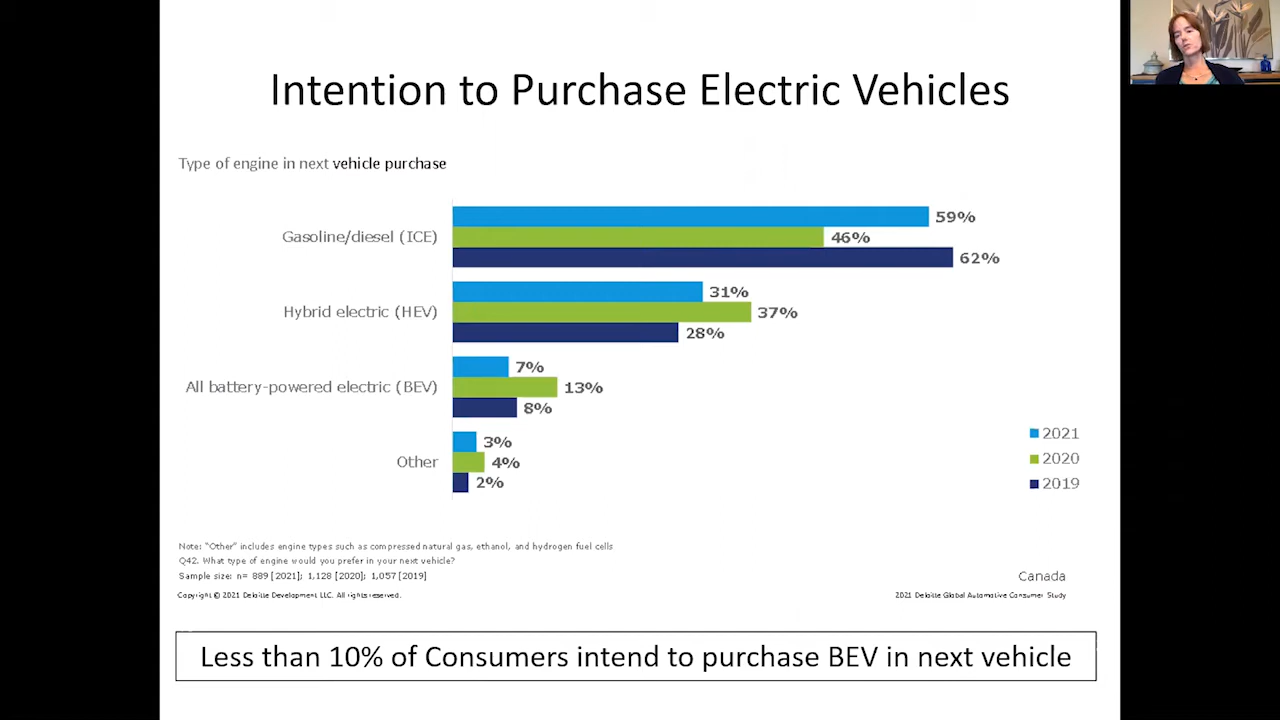 Intention to Purchase Electric Vehicles
Type of engine in next vehicle purchase
Gasoline/diesel (ICE)
59%
46%
62%
Hybrid electric (HEV)
31%
37%
28%
All battery-powered electric (BEV)
7%
13%
8%
Other
3%
4%
2%
2021
2020
2019
Note: "Other" includes engine types such as compressed natural gas, ethanol, and hydrogen fuel cells
Q42. What type of engine would you prefer in your next vehicle?
Sample size: n= 889 [2021]; 1,128 [2020]; 1,057 [2019]
Canada
Copyright © 2021 Deloitte Development LLC. All rights reserved.
2021 Deloitte Global Automotive Consumer Study
Less than 10% of Consumers intend to purchase BEV in next vehicle